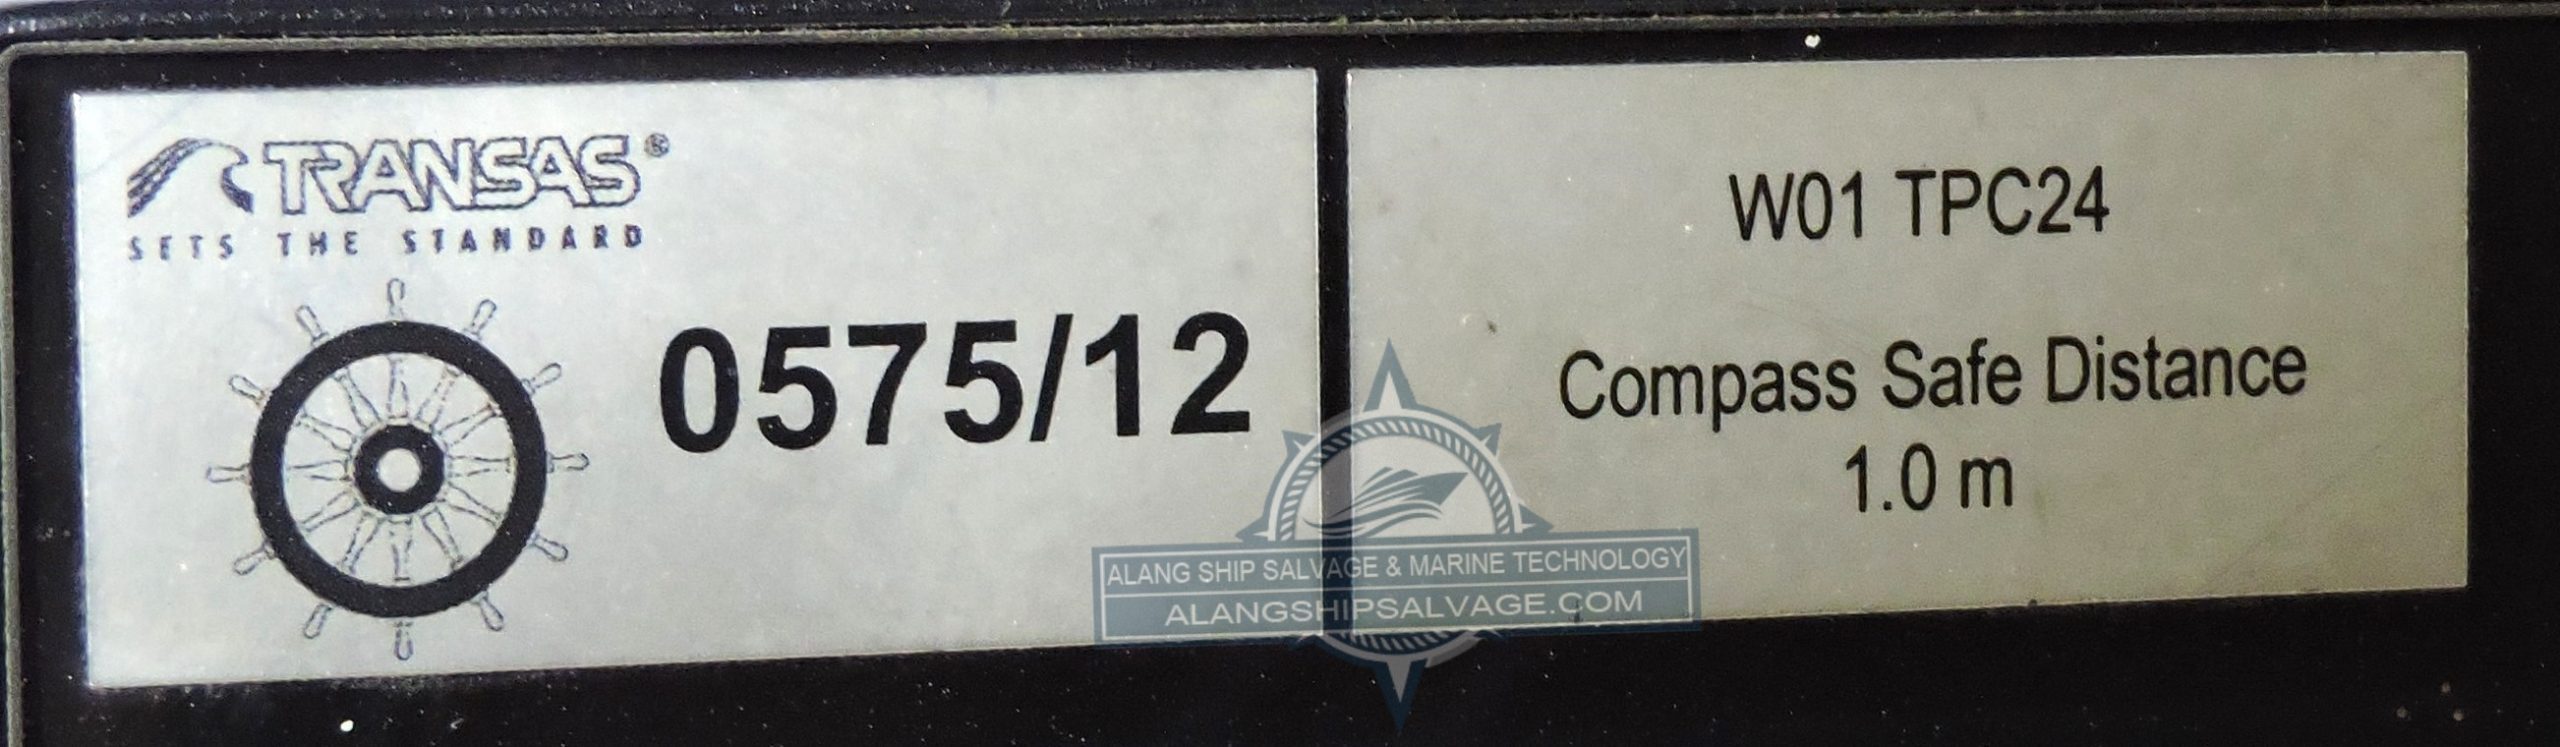 TRANSAS®
SETS THE STANDARD
0575/12
W01 TPC24
Compass Safe Distance
1.0 m
ALANG SHIP SALVAGE & MARINE TECHNOLOGY
ALANGSHIPSALVAGE.COM